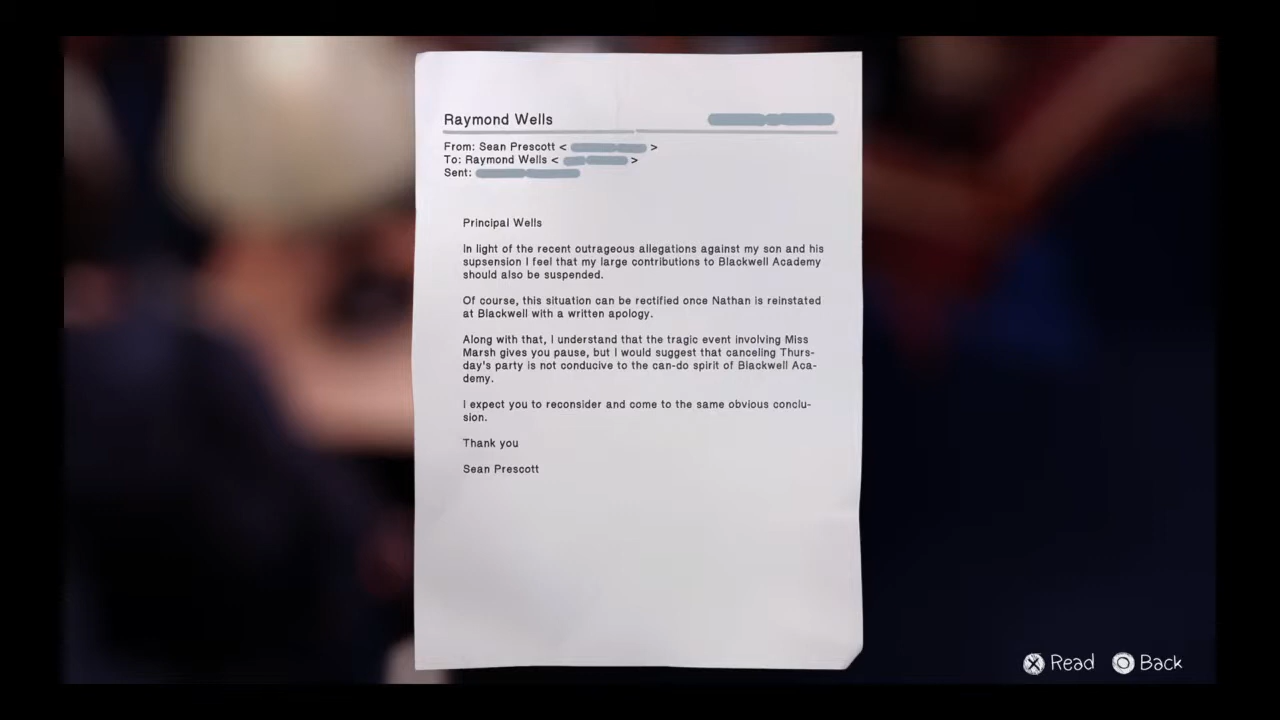 Raymond Wells
From: Sean Prescott < >
To: Raymond Wells < >
Sent:
Principal Wells
In light of the recent outrageous allegations against my son and his
supsension I feel that my large contributions to Blackwell Academy
should also be suspended.
Of course, this situation can be rectified once Nathan is reinstated
at Blackwell with a written apology.
Along with that, I understand that the tragic event involving Miss
Marsh gives you pause, but I would suggest that canceling Thurs-
day's party is not conducive to the can-do spirit of Blackwell Aca-
demy.
I expect you to reconsider and come to the same obvious conclu-
sion.
Thank you
Sean Prescott
Read Back